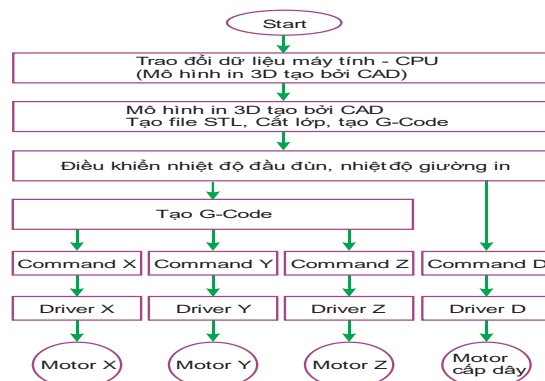 Start
Trao đổi dữ liệu máy tính - CPU
(Mô hình in 3D tạo bởi CAD)
Mô hình in 3D tạo bởi CAD
Tạo file STL, Cắt lớp, tạo G-Code
Điều khiển nhiệt độ đầu đùn, nhiệt độ giường in
Tạo G-Code
Command X Command Y Command Z Command D
Driver X Driver Y Driver Z Driver D
Motor X Motor Y Motor Z Motor
cấp dây